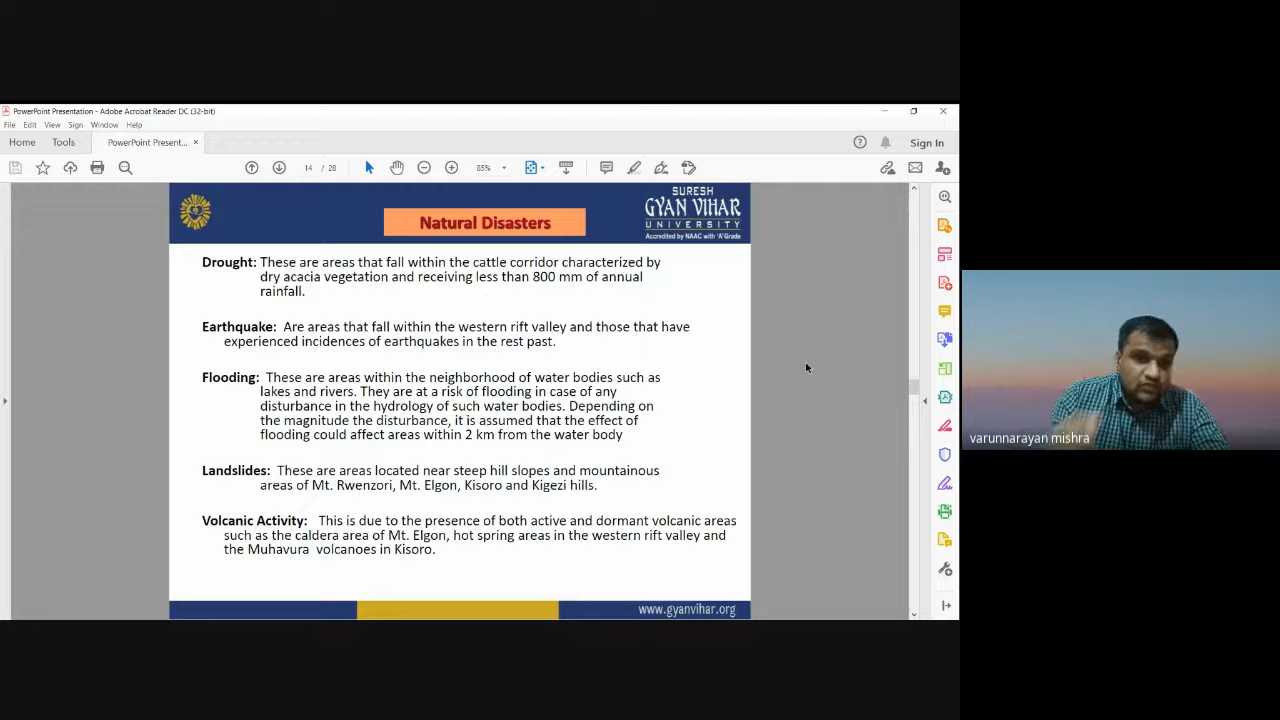 PowerPoint Presentation - Adobe Acrobat Reader DC (32-bit)
File Edit View Sign Window Help
Home Tools PowerPoint Present... × Sign In
14 / 28 85%
SURESH
GYAN VIHAR
UNIVERSITY
Accredited by NAAC with 'A' Grade
Natural Disasters
Drought: These are areas that fall within the cattle corridor characterized by
dry acacia vegetation and receiving less than 800 mm of annual
rainfall.
Earthquake: Are areas that fall within the western rift valley and those that have
experienced incidences of earthquakes in the rest past.
Flooding: These are areas within the neighborhood of water bodies such as
lakes and rivers. They are at a risk of flooding in case of any
disturbance in the hydrology of such water bodies. Depending on
the magnitude the disturbance, it is assumed that the effect of
flooding could affect areas within 2 km from the water body
Landslides: These are areas located near steep hill slopes and mountainous
areas of Mt. Rwenzori, Mt. Elgon, Kisoro and Kigezi hills.
Volcanic Activity: This is due to the presence of both active and dormant volcanic areas
such as the caldera area of Mt. Elgon, hot spring areas in the western rift valley and
the Muhavura volcanoes in Kisoro.
www.gyanvihar.org
varunnarayan mishra